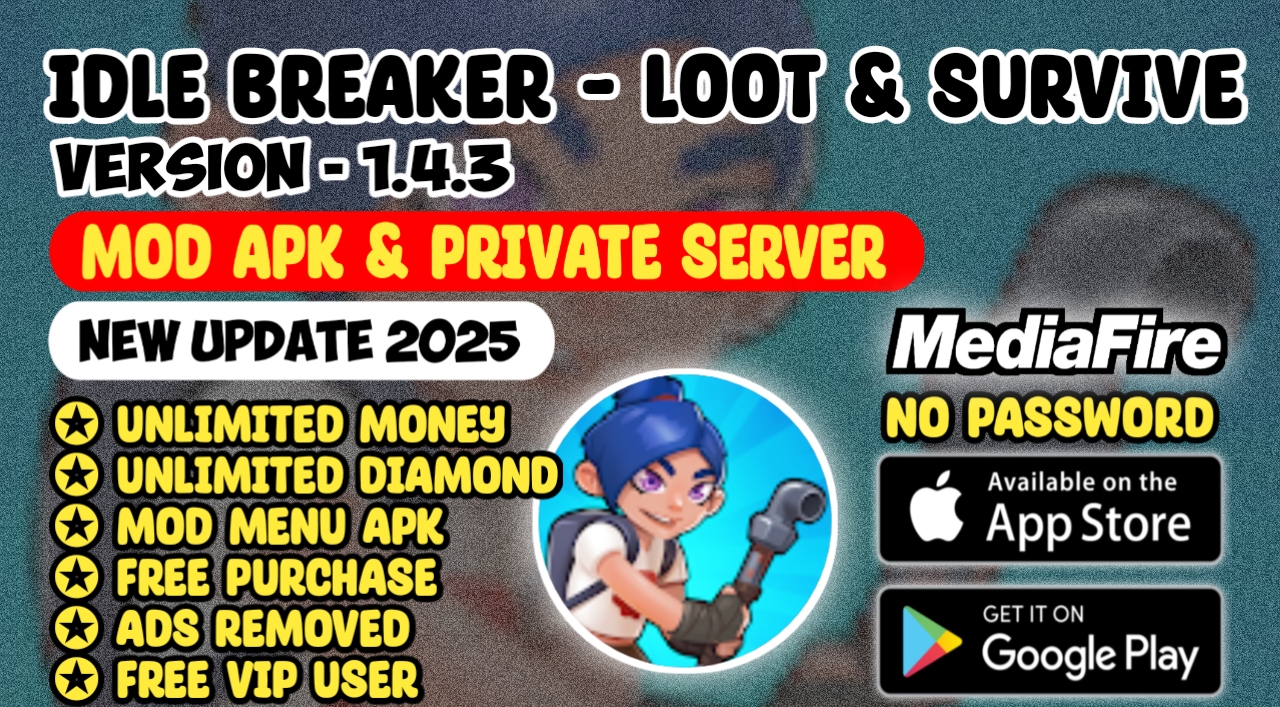 IDLE BREAKER - LOOT & SURVIVE
VERSION - 1.4.3
MOD APK & PRIVATE SERVER
NEW UPDATE 2025
UNLIMITED MONEY
UNLIMITED DIAMOND
MOD MENU APK
FREE PURCHASE
ADS REMOVED
FREE VIP USER
MediaFire
NO PASSWORD
Available on the
App Store
GET IT ON
Google Play